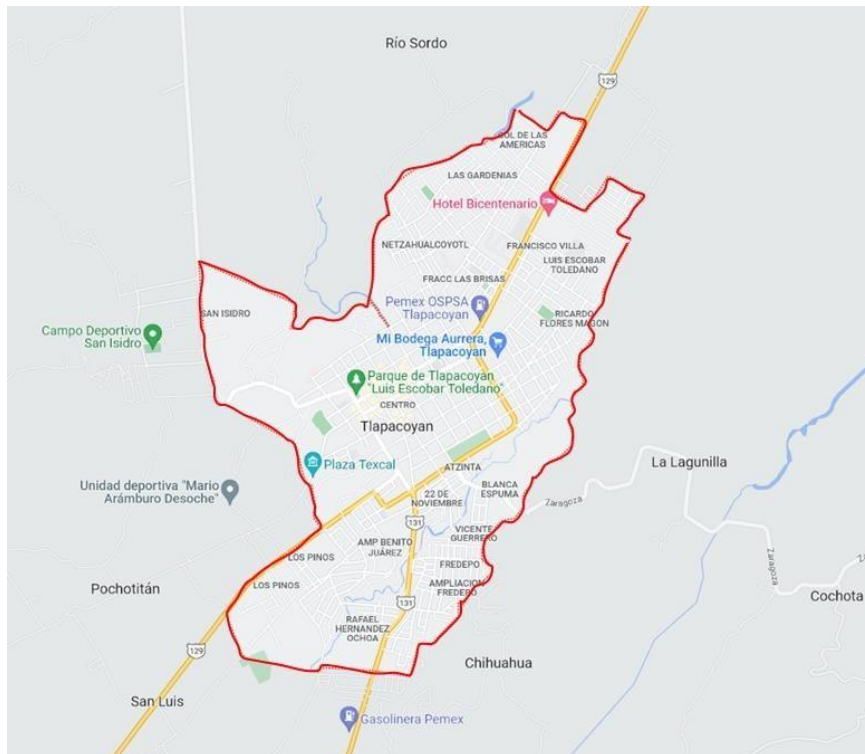 Río Sordo
129
COL DE LAS
AMERICAS
LAS GARDENIAS
Hotel Bicentenario
NETZAHUALCOYOTL
FRANCISCO VILLA
LUIS ESCOBAR
TOLEDANO
FRACC LAS BRISAS
SAN ISIDRO
Pemex OSPSA
Tlapacoyan
RICARDO
FLORES MAGON
Campo Deportivo
San Isidro
Mi Bodega Aurrera,
Tlapacoyan
Parque de Tlapacoyan
"Luis Escobar Toledano"
CENTRO
Tlapacoyan
Plaza Texcal
ATZINTA
La Lagunilla
Unidad deportiva "Mario
Arámburo Desoche"
BLANCA
ESPUMA
22 DE
NOVIEMBRE
Zaragoza
131
VICENTE
GUERRERO
AMP BENITO
JUÁREZ
LOS PINOS
FREDEPO
Zaragoza
Pochotitán
LOS PINOS
AMPLIACION
FREDEPO
Cochota
131
RAFAEL
HERNANDEZ
OCHOA
129
Chihuahua
San Luis
Gasolinera Pemex